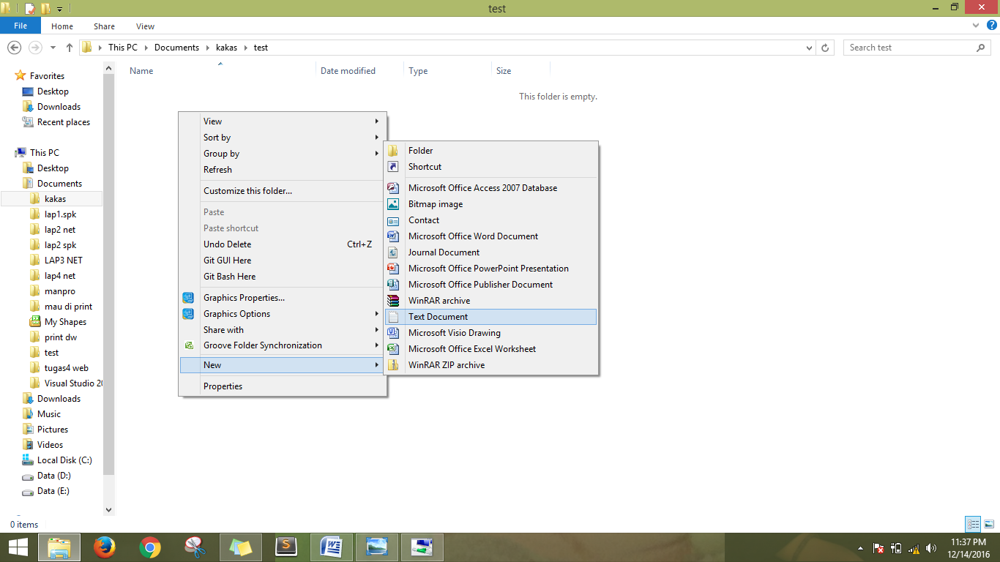 test
File Home Share View
This PC Documents kakas test
Search test
Name Date modified Type Size
This folder is empty.
Favorites
Desktop
Downloads
Recent places
This PC
Desktop
Documents
kakas
lap1.spk
lap2 net
lap2 spk
LAP3 NET
lap4 net
manpro
mau di print
My Shapes
print dw
test
tugas4 web
Visual Studio 20
Downloads
Music
Pictures
Videos
Local Disk (C:)
Data (D:)
Data (E:)
View
Sort by
Group by
Refresh
Customize this folder...
Paste
Paste shortcut
Undo Delete Ctrl+Z
Git GUI Here
Git Bash Here
Graphics Properties...
Graphics Options
Share with
Groove Folder Synchronization
New
Properties
Folder
Shortcut
Microsoft Office Access 2007 Database
Bitmap image
Contact
Microsoft Office Word Document
Journal Document
Microsoft Office PowerPoint Presentation
Microsoft Office Publisher Document
WinRAR archive
Text Document
Microsoft Visio Drawing
Microsoft Office Excel Worksheet
WinRAR ZIP archive
0 items
11:37 PM
12/14/2016